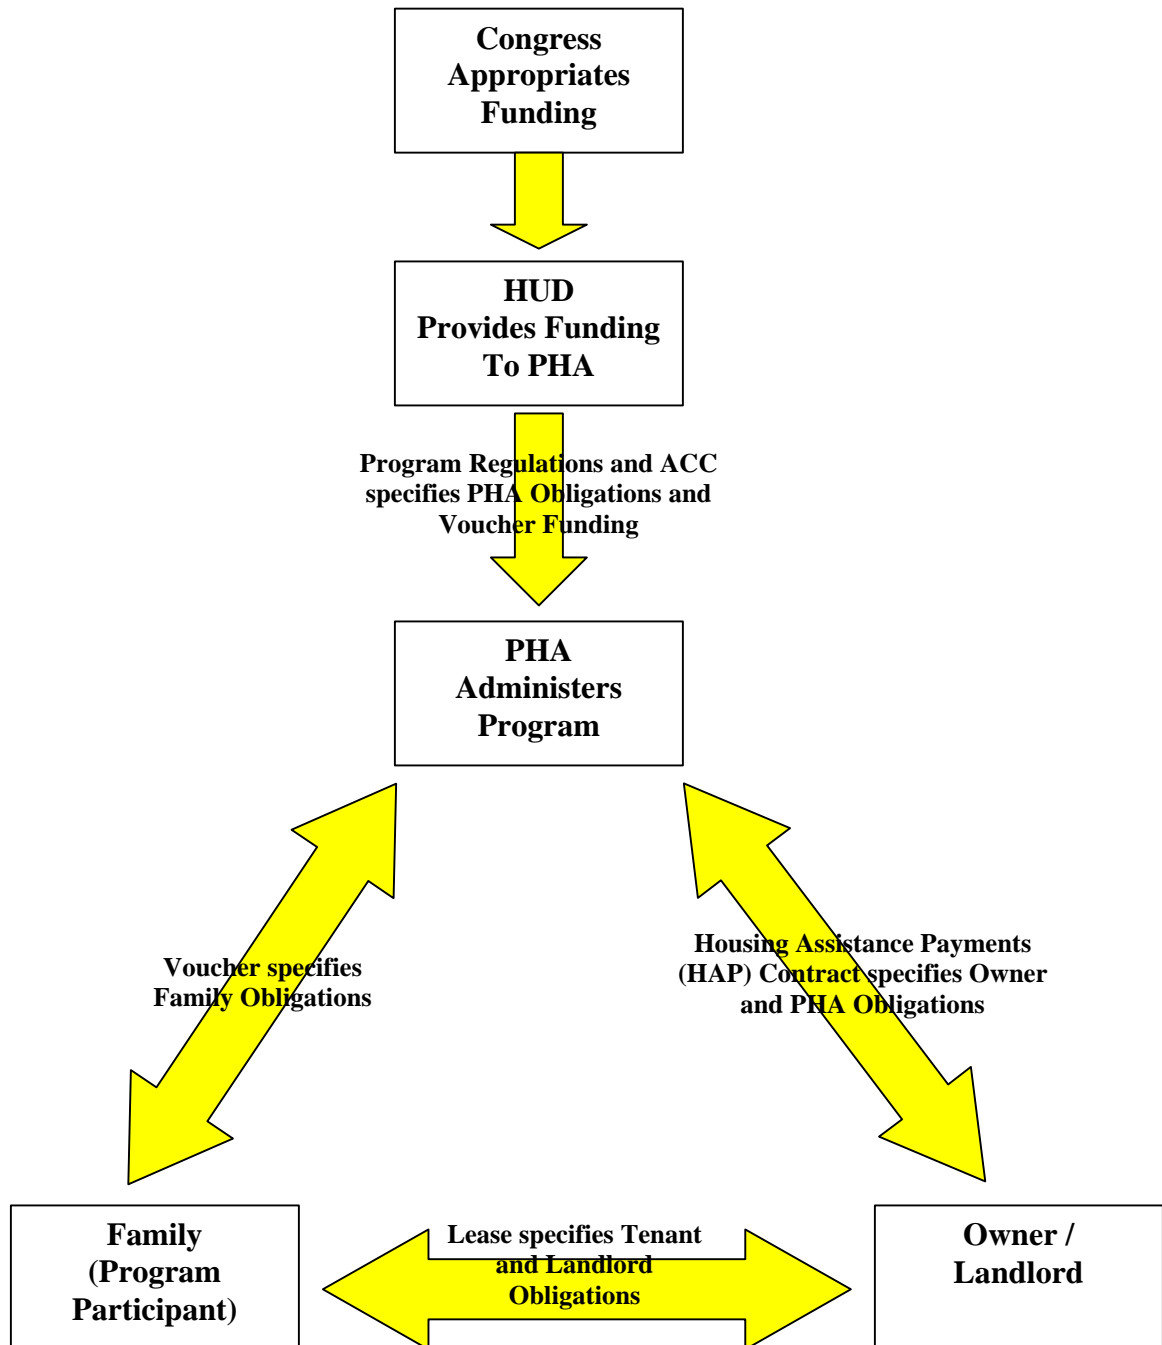 Congress
Appropriates
Funding
HUD
Provides Funding
To PHA
Program Regulations and ACC
specifies PHA Obligations and
Voucher Funding
PHA
Administers
Program
Voucher specifies
Family Obligations
Housing Assistance Payments
(HAP) Contract specifies Owner
and PHA Obligations
Family
(Program
Participant)
Lease specifies Tenant
and Landlord
Obligations
Owner /
Landlord